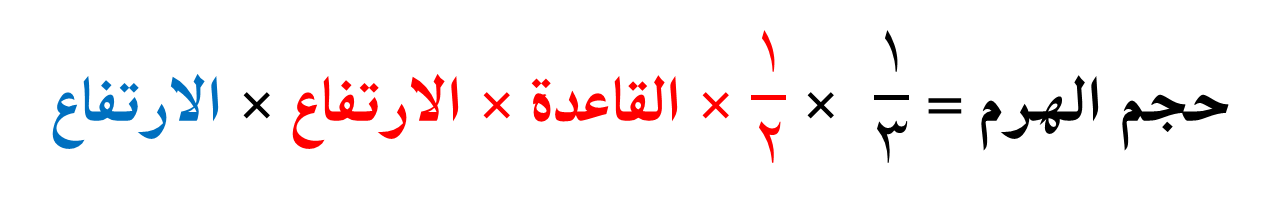 حجم الهرم = ١/٣ × ١/٢ × القاعدة × الارتفاع × الارتفاع